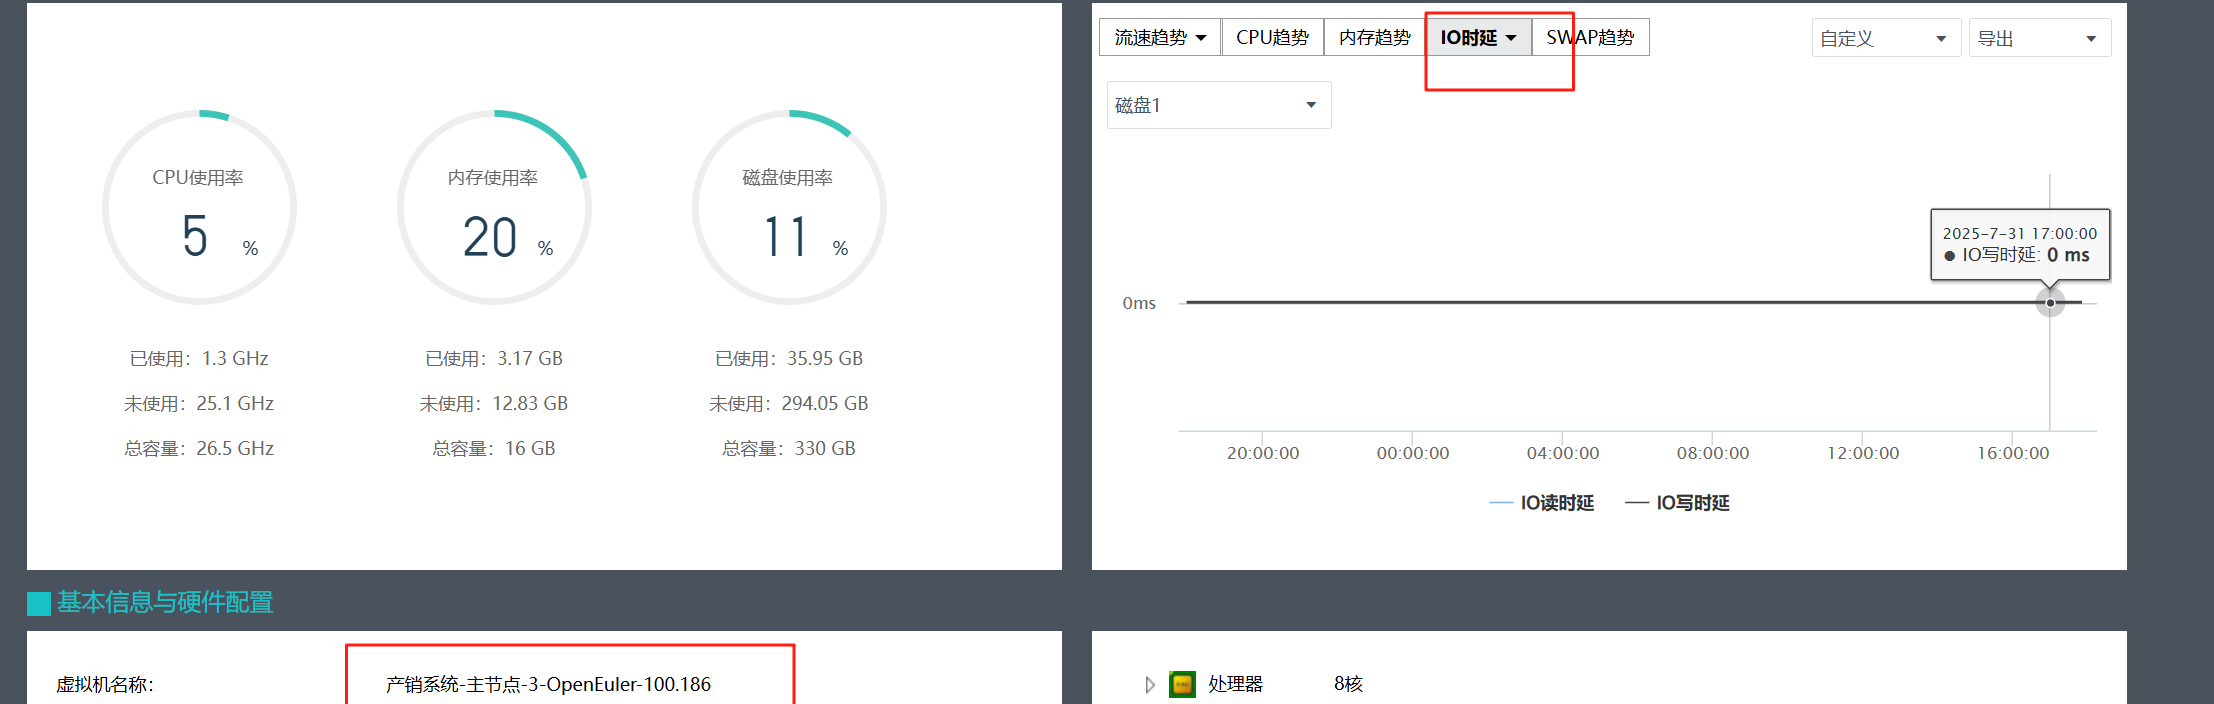 流速趋势
CPU趋势
内存趋势
IO时延
SWAP趋势
自定义
导出
磁盘1
CPU使用率
5 %
内存使用率
20 %
磁盘使用率
11 %
已使用：1.3 GHz
未使用：25.1 GHz
总容量：26.5 GHz
已使用：3.17 GB
未使用：12.83 GB
总容量：16 GB
已使用：35.95 GB
未使用：294.05 GB
总容量：330 GB
2025-7-31 17:00:00
● IO写时延: 0 ms
0ms
20:00:00
00:00:00
04:00:00
08:00:00
12:00:00
16:00:00
IO读时延
IO写时延
基本信息与硬件配置
虚拟机名称：
产销系统-主节点-3-OpenEuler-100.186
处理器
8核